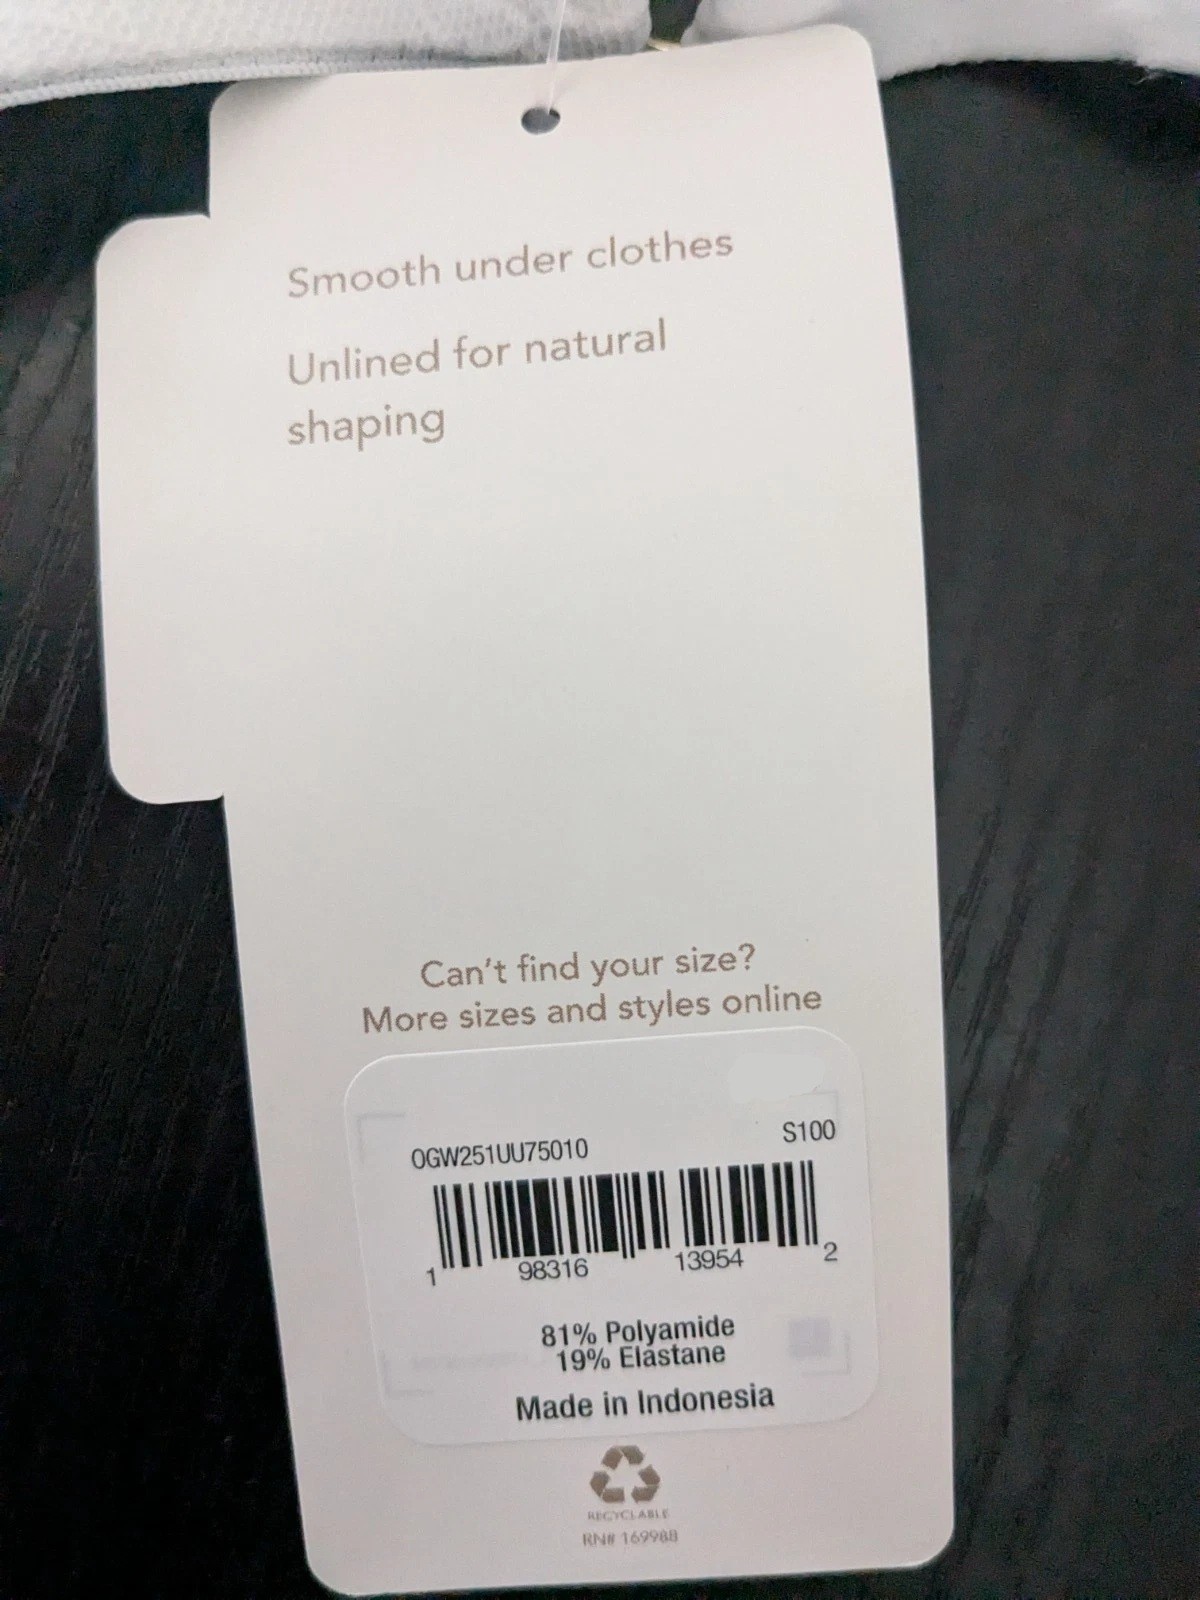 Smooth under clothes
Unlined for natural
shaping
Can't find your size?
More sizes and styles online
0GW251UU75010 S100
1 98316 13954 2
81% Polyamide
19% Elastane
Made in Indonesia
RECYCLABLE
RN# 169988